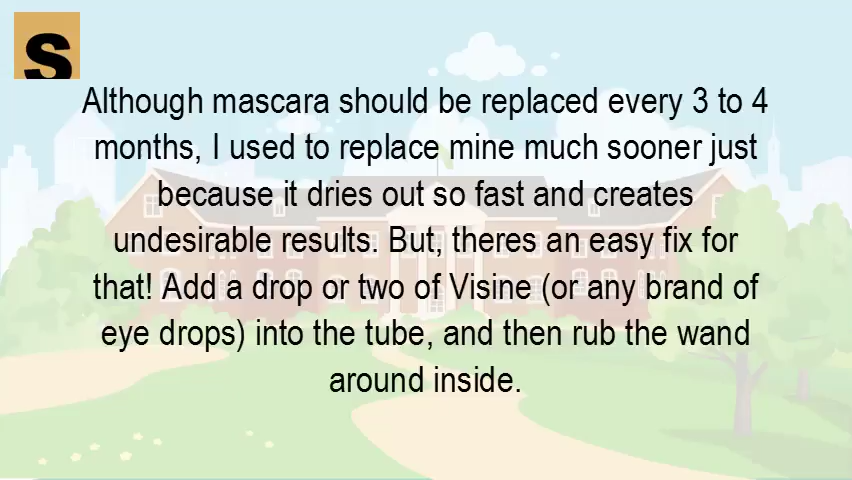 S
Although mascara should be replaced every 3 to 4
months, I used to replace mine much sooner just
because it dries out so fast and creates
undesirable results. But, theres an easy fix for
that! Add a drop or two of Visine (or any brand of
eye drops) into the tube, and then rub the wand
around inside.